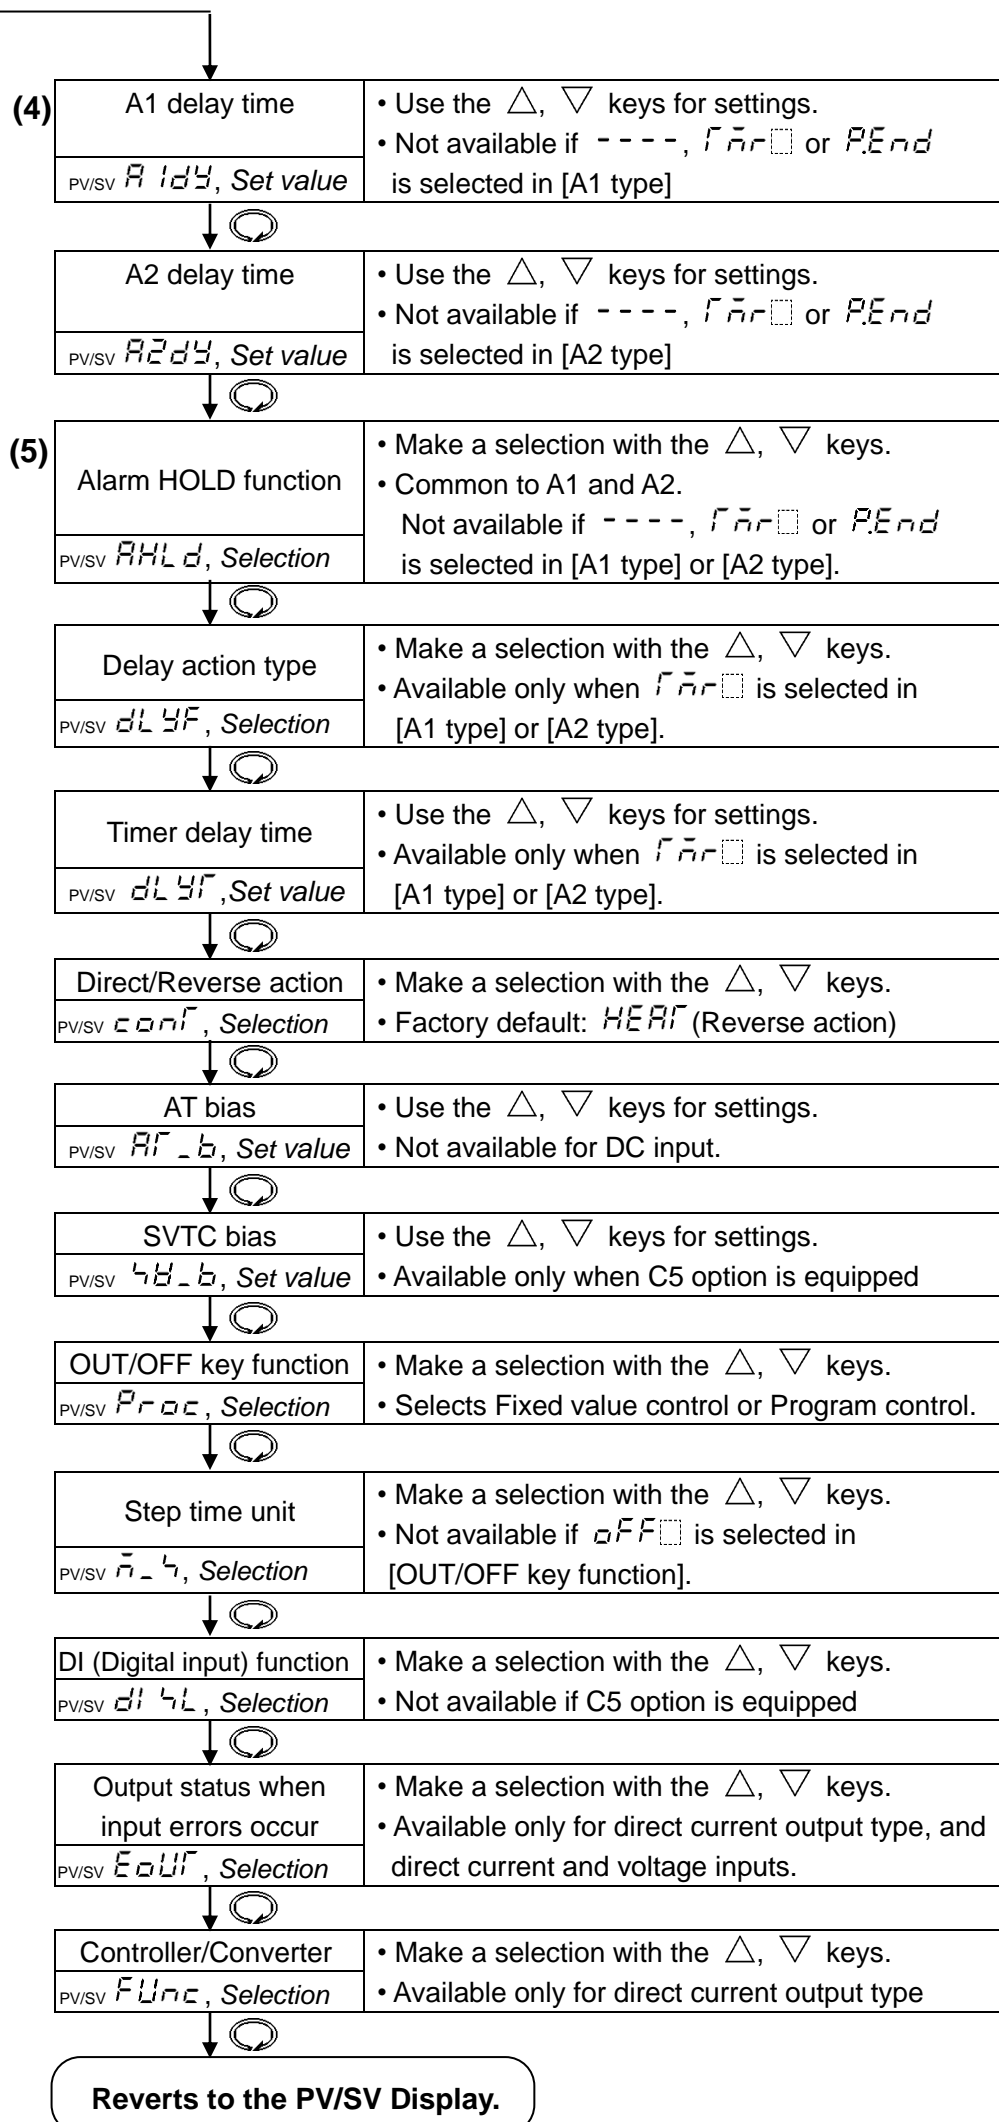 (4)
A1 delay time
PV/SV A1dY, Set value
• Use the △, ▽ keys for settings.
• Not available if ----, TMR⬚ or P.End
is selected in [A1 type]
A2 delay time
PV/SV A2dY, Set value
• Use the △, ▽ keys for settings.
• Not available if ----, TMR⬚ or P.End
is selected in [A2 type]
(5)
Alarm HOLD function
PV/SV AHLd, Selection
• Make a selection with the △, ▽ keys.
• Common to A1 and A2.
Not available if ----, TMR⬚ or P.End
is selected in [A1 type] or [A2 type].
Delay action type
PV/SV dLYF, Selection
• Make a selection with the △, ▽ keys.
• Available only when TMR⬚ is selected in
[A1 type] or [A2 type].
Timer delay time
PV/SV dLYT,Set value
• Use the △, ▽ keys for settings.
• Available only when TMR⬚ is selected in
[A1 type] or [A2 type].
Direct/Reverse action
PV/SV conT, Selection
• Make a selection with the △, ▽ keys.
• Factory default: HEAT (Reverse action)
AT bias
PV/SV AT_b, Set value
• Use the △, ▽ keys for settings.
• Not available for DC input.
SVTC bias
PV/SV SV_b, Set value
• Use the △, ▽ keys for settings.
• Available only when C5 option is equipped
OUT/OFF key function
PV/SV Proc, Selection
• Make a selection with the △, ▽ keys.
• Selects Fixed value control or Program control.
Step time unit
PV/SV M_S, Selection
• Make a selection with the △, ▽ keys.
• Not available if oFF⬚ is selected in
[OUT/OFF key function].
DI (Digital input) function
PV/SV dISL, Selection
• Make a selection with the △, ▽ keys.
• Not available if C5 option is equipped
Output status when
input errors occur
PV/SV EoUT, Selection
• Make a selection with the △, ▽ keys.
• Available only for direct current output type, and
direct current and voltage inputs.
Controller/Converter
PV/SV FUnc, Selection
• Make a selection with the △, ▽ keys.
• Available only for direct current output type
Reverts to the PV/SV Display.